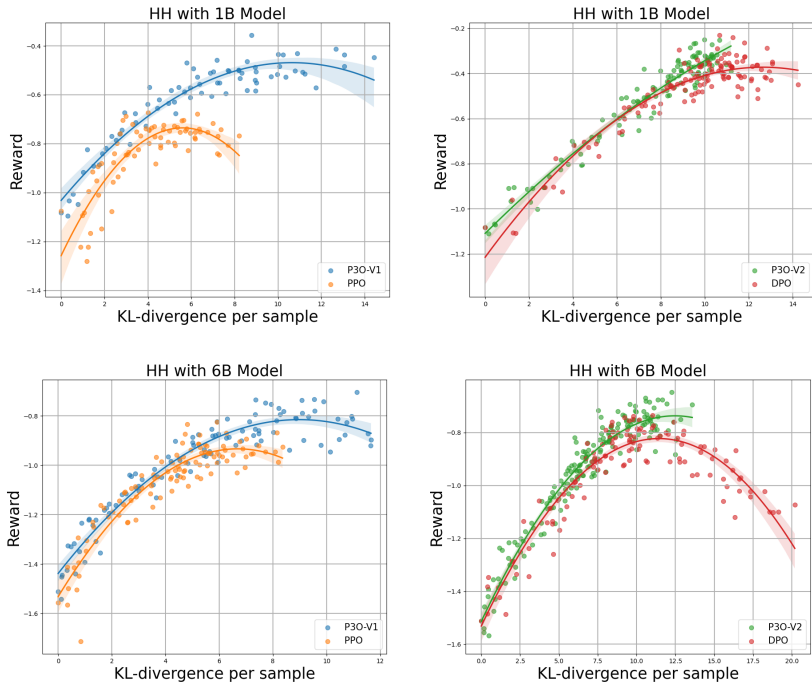 HH with 1B Model
Reward
−0.4
−0.6
−0.8
−1.0
−1.2
−1.4
0 2 4 6 8 10 12 14
KL-divergence per sample
P3O-V1
PPO
HH with 1B Model
Reward
−0.2
−0.4
−0.6
−0.8
−1.0
−1.2
0 2 4 6 8 10 12 14
KL-divergence per sample
P3O-V2
DPO
HH with 6B Model
Reward
−0.8
−1.0
−1.2
−1.4
−1.6
0 2 4 6 8 10 12
KL-divergence per sample
P3O-V1
PPO
HH with 6B Model
Reward
−0.8
−1.0
−1.2
−1.4
−1.6
0.0 2.5 5.0 7.5 10.0 12.5 15.0 17.5 20.0
KL-divergence per sample
P3O-V2
DPO